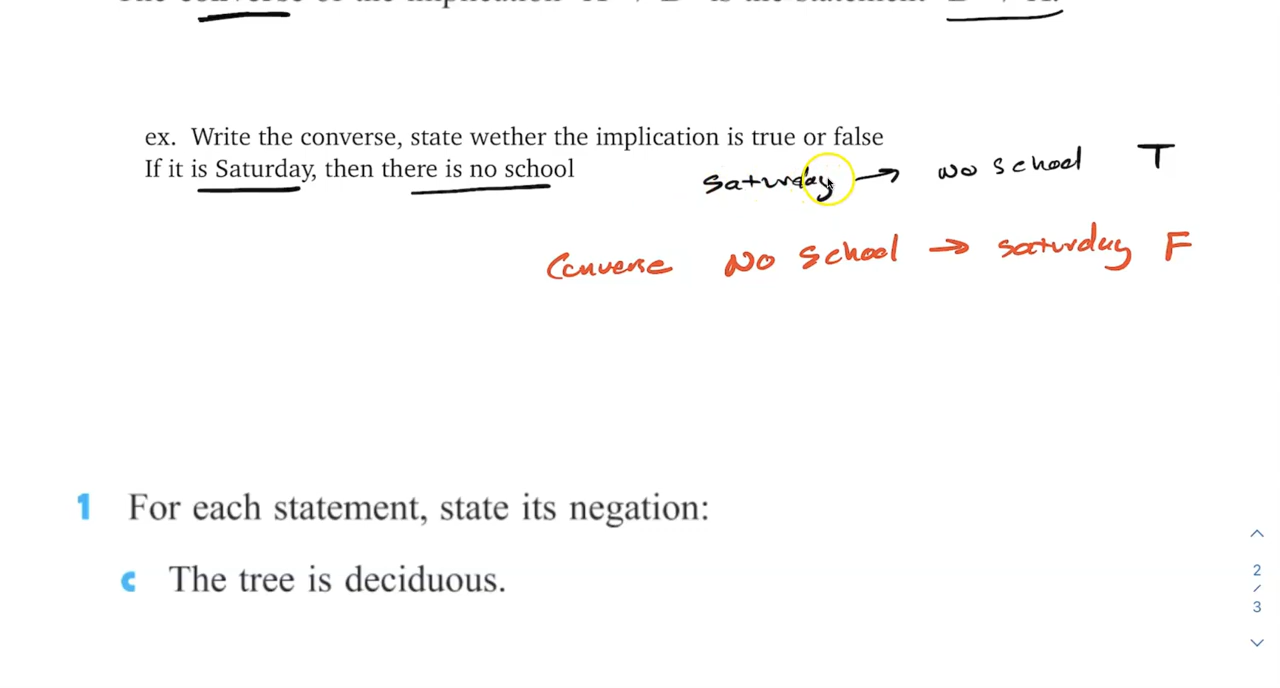 ex. Write the converse, state wether the implication is true or false
If it is Saturday, then there is no school
Saturday → No School T
Converse No School → Saturday F
1 For each statement, state its negation:
c The tree is deciduous.
2
/
3